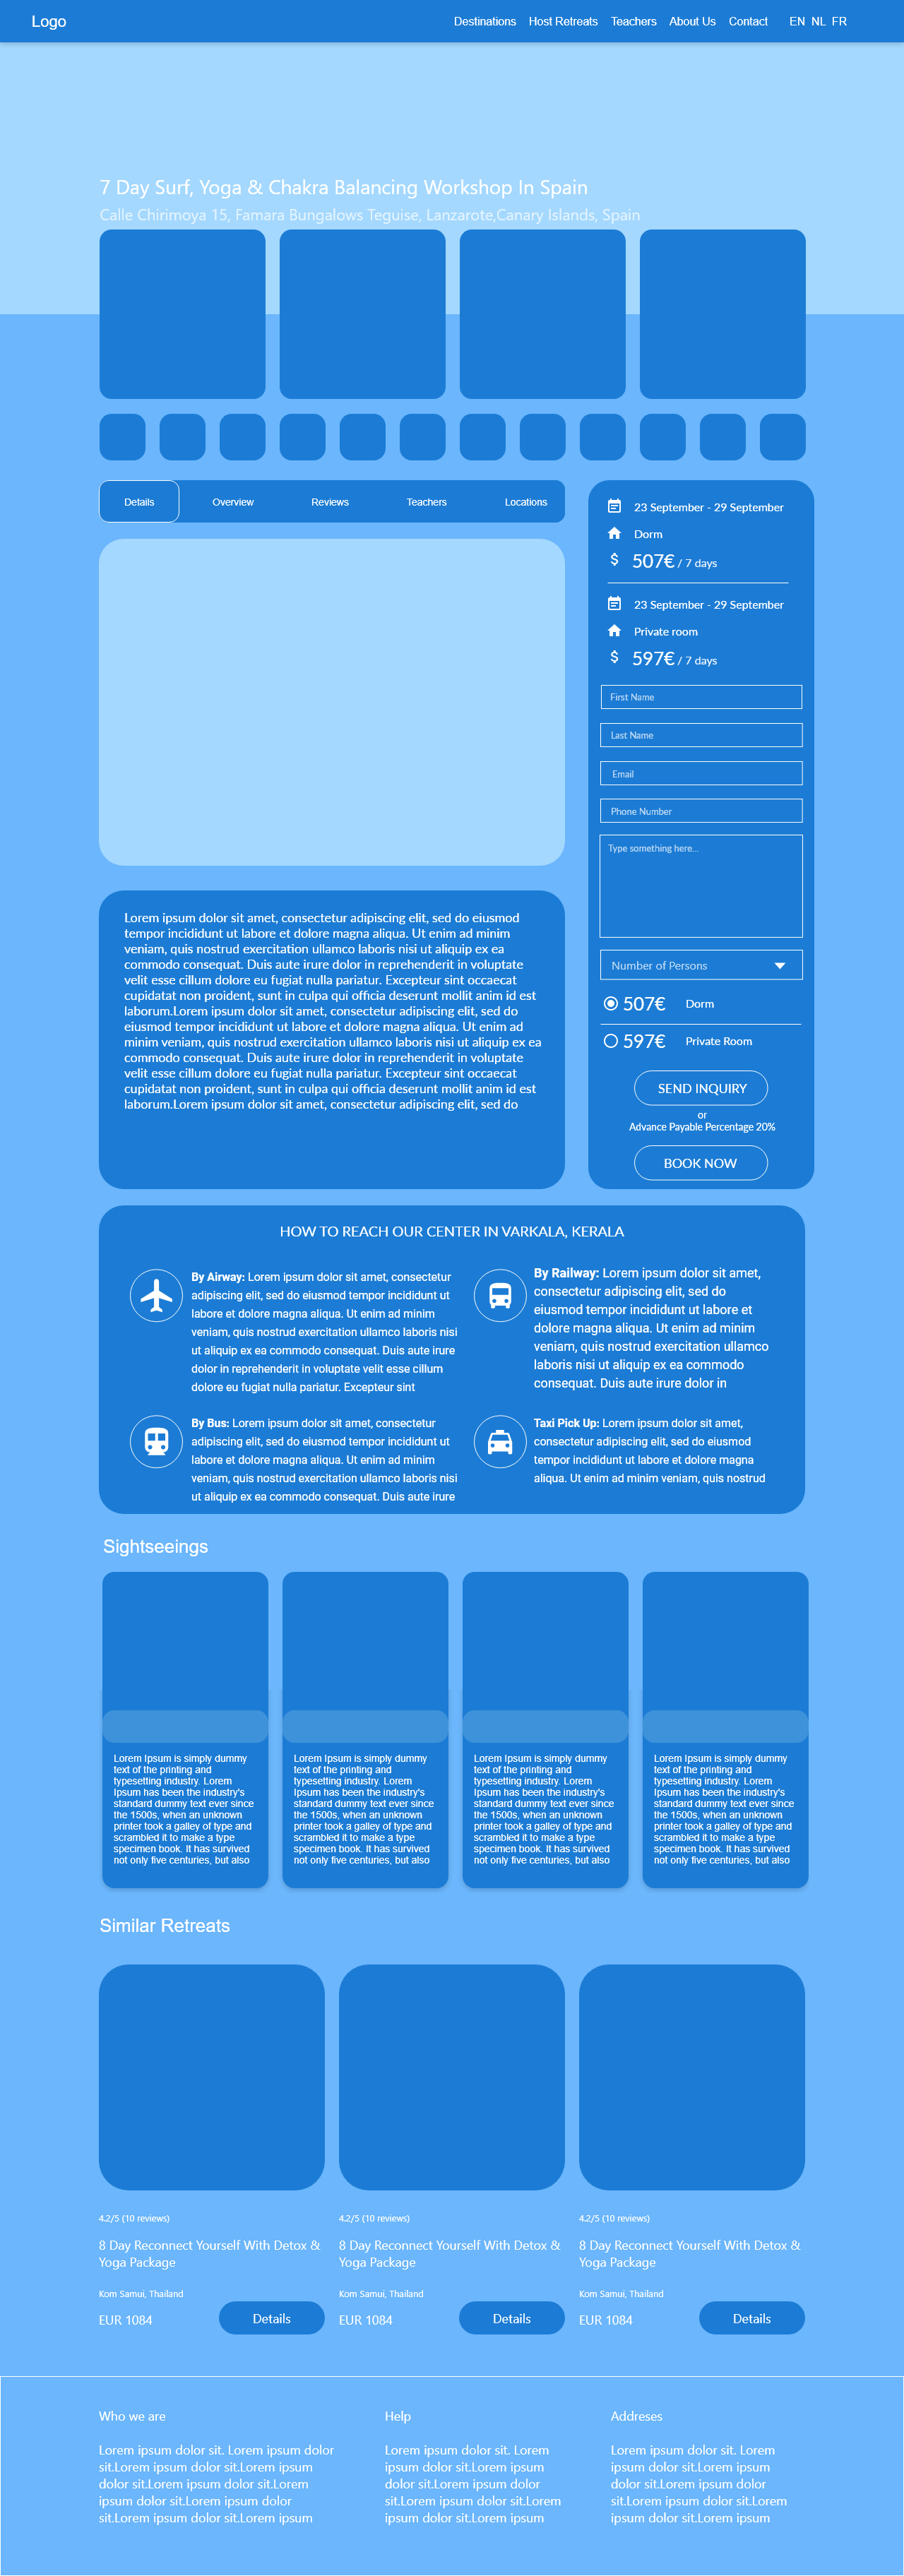 Logo
Destinations Host Retreats Teachers About Us Contact EN NL FR
7 Day Surf, Yoga & Chakra Balancing Workshop In Spain
Calle Chirimoya 15, Famara Bungalows Teguise, Lanzarote,Canary Islands, Spain
Details Overview Reviews Teachers Locations
23 September - 29 September
Dorm
$ 507€ / 7 days
23 September - 29 September
Private room
$ 597€ / 7 days
First Name
Last Name
Email
Phone Number
Type something here...
Number of Persons
507€ Dorm
597€ Private Room
SEND INQUIRY
or
Advance Payable Percentage 20%
BOOK NOW
Lorem ipsum dolor sit amet, consectetur adipiscing elit, sed do eiusmod
tempor incididunt ut labore et dolore magna aliqua. Ut enim ad minim
veniam, quis nostrud exercitation ullamco laboris nisi ut aliquip ex ea
commodo consequat. Duis aute irure dolor in reprehenderit in voluptate
velit esse cillum dolore eu fugiat nulla pariatur. Excepteur sint occaecat
cupidatat non proident, sunt in culpa qui officia deserunt mollit anim id est
laborum.Lorem ipsum dolor sit amet, consectetur adipiscing elit, sed do
eiusmod tempor incididunt ut labore et dolore magna aliqua. Ut enim ad
minim veniam, quis nostrud exercitation ullamco laboris nisi ut aliquip ex ea
commodo consequat. Duis aute irure dolor in reprehenderit in voluptate
velit esse cillum dolore eu fugiat nulla pariatur. Excepteur sint occaecat
cupidatat non proident, sunt in culpa qui officia deserunt mollit anim id est
laborum.Lorem ipsum dolor sit amet, consectetur adipiscing elit, sed do
HOW TO REACH OUR CENTER IN VARKALA, KERALA
By Airway: Lorem ipsum dolor sit amet, consectetur
adipiscing elit, sed do eiusmod tempor incididunt ut
labore et dolore magna aliqua. Ut enim ad minim
veniam, quis nostrud exercitation ullamco laboris nisi
ut aliquip ex ea commodo consequat. Duis aute irure
dolor in reprehenderit in voluptate velit esse cillum
dolore eu fugiat nulla pariatur. Excepteur sint
By Railway: Lorem ipsum dolor sit amet,
consectetur adipiscing elit, sed do
eiusmod tempor incididunt ut labore et
dolore magna aliqua. Ut enim ad minim
veniam, quis nostrud exercitation ullamco
laboris nisi ut aliquip ex ea commodo
consequat. Duis aute irure dolor in
By Bus: Lorem ipsum dolor sit amet, consectetur
adipiscing elit, sed do eiusmod tempor incididunt ut
labore et dolore magna aliqua. Ut enim ad minim
veniam, quis nostrud exercitation ullamco laboris nisi
ut aliquip ex ea commodo consequat. Duis aute irure
Taxi Pick Up: Lorem ipsum dolor sit amet,
consectetur adipiscing elit, sed do eiusmod
tempor incididunt ut labore et dolore magna
aliqua. Ut enim ad minim veniam, quis nostrud
Sightseeings
Lorem Ipsum is simply dummy
text of the printing and
typesetting industry. Lorem
Ipsum has been the industry's
standard dummy text ever since
the 1500s, when an unknown
printer took a galley of type and
scrambled it to make a type
specimen book. It has survived
not only five centuries, but also
Lorem Ipsum is simply dummy
text of the printing and
typesetting industry. Lorem
Ipsum has been the industry's
standard dummy text ever since
the 1500s, when an unknown
printer took a galley of type and
scrambled it to make a type
specimen book. It has survived
not only five centuries, but also
Lorem Ipsum is simply dummy
text of the printing and
typesetting industry. Lorem
Ipsum has been the industry's
standard dummy text ever since
the 1500s, when an unknown
printer took a galley of type and
scrambled it to make a type
specimen book. It has survived
not only five centuries, but also
Lorem Ipsum is simply dummy
text of the printing and
typesetting industry. Lorem
Ipsum has been the industry's
standard dummy text ever since
the 1500s, when an unknown
printer took a galley of type and
scrambled it to make a type
specimen book. It has survived
not only five centuries, but also
Similar Retreats
4.2/5 (10 reviews)
8 Day Reconnect Yourself With Detox &
Yoga Package
Kom Samui, Thailand
EUR 1084 Details
4.2/5 (10 reviews)
8 Day Reconnect Yourself With Detox &
Yoga Package
Kom Samui, Thailand
EUR 1084 Details
4.2/5 (10 reviews)
8 Day Reconnect Yourself With Detox &
Yoga Package
Kom Samui, Thailand
EUR 1084 Details
Who we are
Lorem ipsum dolor sit. Lorem ipsum dolor
sit.Lorem ipsum dolor sit.Lorem ipsum
dolor sit.Lorem ipsum dolor sit.Lorem
ipsum dolor sit.Lorem ipsum dolor
sit.Lorem ipsum dolor sit.Lorem ipsum
Help
Lorem ipsum dolor sit. Lorem
ipsum dolor sit.Lorem ipsum
dolor sit.Lorem ipsum dolor
sit.Lorem ipsum dolor sit.Lorem
ipsum dolor sit.Lorem ipsum
Addreses
Lorem ipsum dolor sit. Lorem
ipsum dolor sit.Lorem ipsum
dolor sit.Lorem ipsum dolor
sit.Lorem ipsum dolor sit.Lorem
ipsum dolor sit.Lorem ipsum